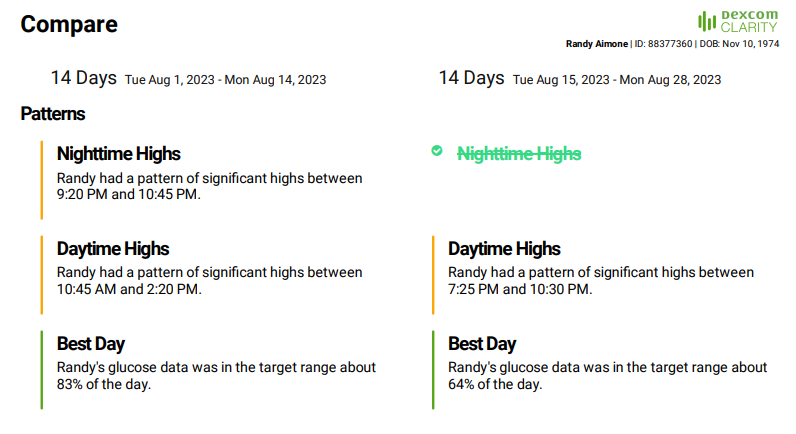 Compare
Dexcom
CLARITY
Randy Aimone | ID: 88377360 | DOB: Nov 10, 1974
14 Days Tue Aug 1, 2023 - Mon Aug 14, 2023
14 Days Tue Aug 15, 2023 - Mon Aug 28, 2023
Patterns
Nighttime Highs
Randy had a pattern of significant highs between
9:20 PM and 10:45 PM.
Nighttime Highs
Daytime Highs
Randy had a pattern of significant highs between
10:45 AM and 2:20 PM.
Daytime Highs
Randy had a pattern of significant highs between
7:25 PM and 10:30 PM.
Best Day
Randy's glucose data was in the target range about
83% of the day.
Best Day
Randy's glucose data was in the target range about
64% of the day.